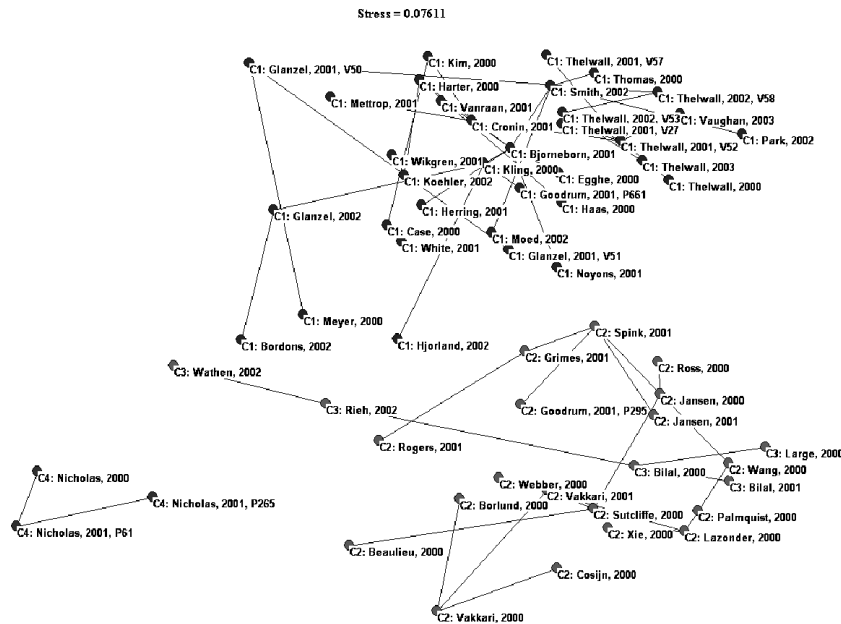 Stress = 0.07611
C1: Kim, 2000
C1: Thelwall, 2001, V57
C1: Glanzel, 2001, V50
C1: Thomas, 2000
C1: Harter, 2000
C1: Smith, 2002
C1: Thelwall, 2002, V58
C1: Mettrop, 2001
C1: Vanraan, 2001
C1: Thelwall, 2002, V53
C1: Vaughan, 2003
C1: Cronin, 2001
C1: Thelwall, 2001, V27
C1: Park, 2002
C1: Thelwall, 2001, V52
C1: Bjorneborn, 2001
C1: Wikgren, 2001
C1: Kling, 2000
C1: Thelwall, 2003
C1: Koehler, 2002
C1: Egghe, 2000
C1: Thelwall, 2000
C1: Goodrum, 2001, P661
C1: Herring, 2001
C1: Haas, 2000
C1: Glanzel, 2002
C1: Case, 2000
C1: Moed, 2002
C1: White, 2001
C1: Glanzel, 2001, V51
C1: Noyons, 2001
C1: Meyer, 2000
C2: Spink, 2001
C1: Bordons, 2002
C1: Hjorland, 2002
C2: Grimes, 2001
C3: Wathen, 2002
C2: Ross, 2000
C2: Jansen, 2000
C3: Rieh, 2002
C2: Goodrum, 2001, P295
C2: Jansen, 2001
C2: Rogers, 2001
C3: Large, 2000
C3: Bilal, 2000
C2: Wang, 2000
C4: Nicholas, 2000
C2: Webber, 2000
C3: Bilal, 2001
C4: Nicholas, 2001, P265
C2: Borlund, 2000
C2: Vakkari, 2001
C2: Sutcliffe, 2000
C2: Palmquist, 2000
C4: Nicholas, 2001, P61
C2: Xie, 2000
C2: Lazonder, 2000
C2: Beaulieu, 2000
C2: Cosijn, 2000
C2: Vakkari, 2000